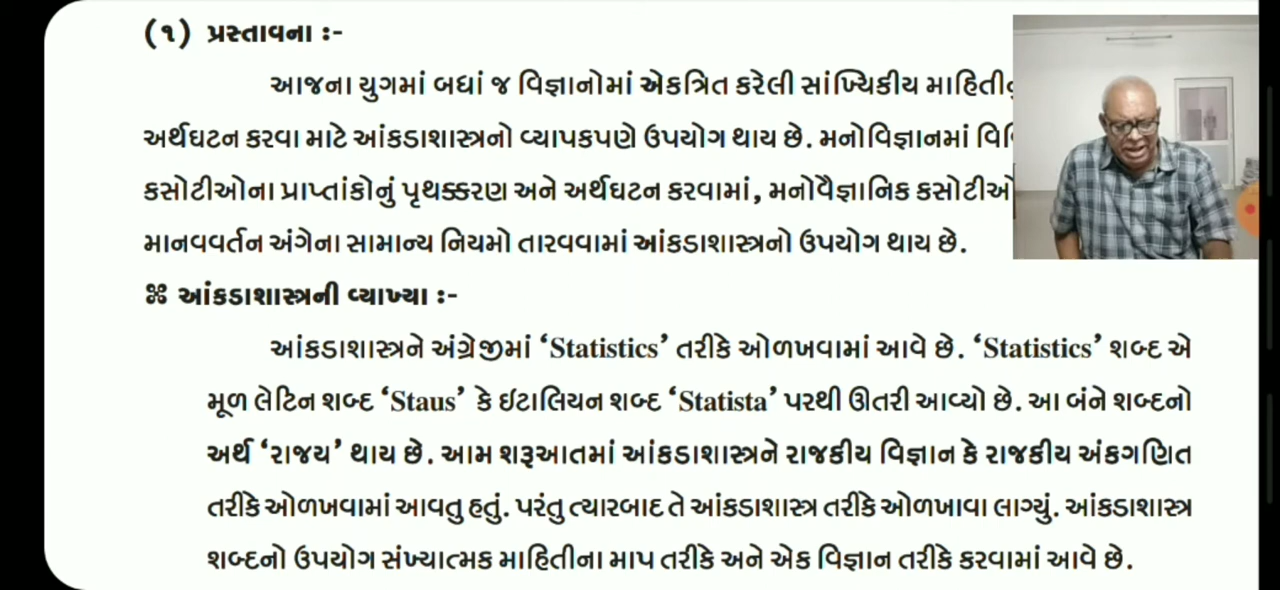 (૧) પ્રસ્તાવના :-
આજના યુગમાં બધાં જ વિજ્ઞાનોમાં એકત્રિત કરેલી સાંખ્યિકીય
અર્થઘટન કરવા માટે આંકડાશાસ્ત્રનો વ્યાપકપણે ઉપયોગ થાય છે. મનોવિજ્ઞાનમાં
કસોટીઓના પ્રાપ્તાંકોનું પૃથક્કરણ અને અર્થઘટન કરવામાં, મનોવૈજ્ઞાનિક
માનવવર્તન અંગેના સામાન્ય નિયમો તારવવામાં આંકડાશાસ્ત્રનો ઉપયોગ થાય છે.
⌘ આંકડાશાસ્ત્રની વ્યાખ્યા :-
આંકડાશાસ્ત્રને અંગ્રેજીમાં ‘Statistics’ તરીકે ઓળખવામાં આવે છે. ‘Statistics’ શબ્દ એ
મૂળ લેટિન શબ્દ ‘Staus’ કે ઈટાલિયન શબ્દ ‘Statista’ પરથી ઊતરી આવ્યો છે. આ બંને શબ્દનો
અર્થ ‘રાજય’ થાય છે. આમ શરૂઆતમાં આંકડાશાસ્ત્રને રાજકીય વિજ્ઞાન કે રાજકીય અંકગણિત
તરીકે ઓળખવામાં આવતુ હતું. પરંતુ ત્યારબાદ તે આંકડાશાસ્ત્ર તરીકે ઓળખાવા લાગ્યું. આંકડાશાસ્ત્ર
શબ્દનો ઉપયોગ સંખ્યાત્મક માહિતીના માપ તરીકે અને એક વિજ્ઞાન તરીકે કરવામાં આવે છે.